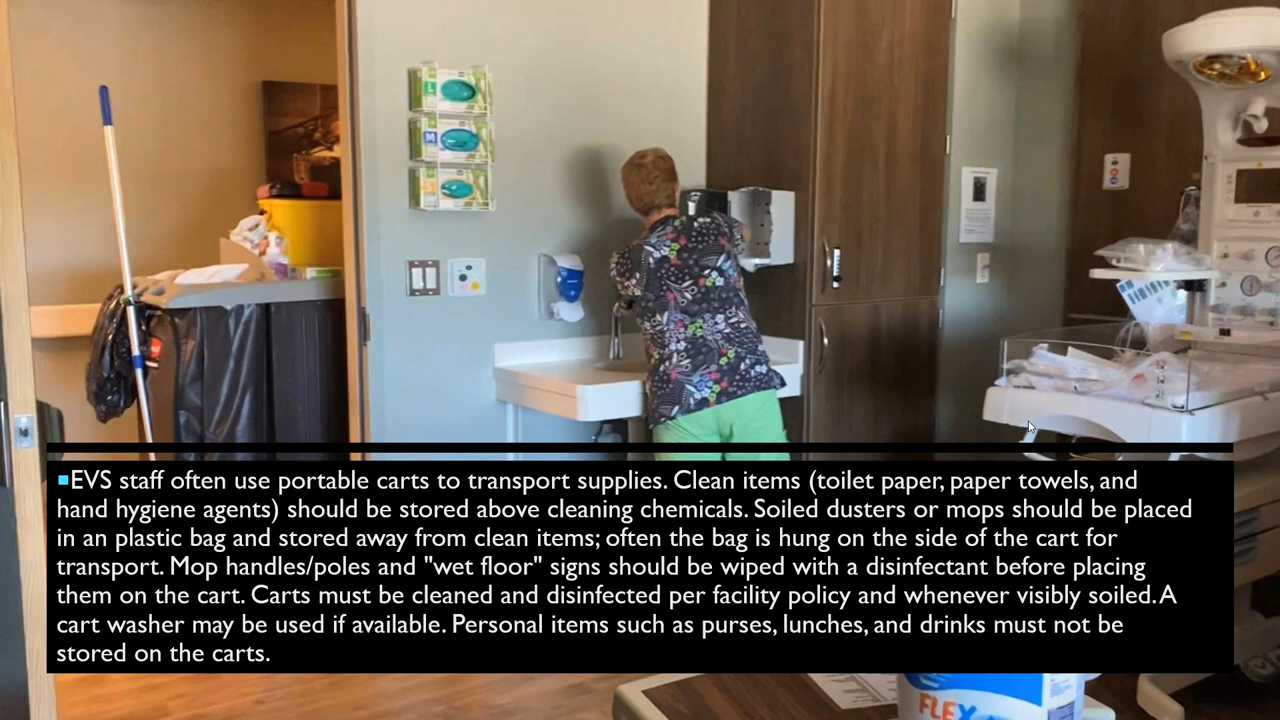 L
M
S
■EVS staff often use portable carts to transport supplies. Clean items (toilet paper, paper towels, and
hand hygiene agents) should be stored above cleaning chemicals. Soiled dusters or mops should be placed
in an plastic bag and stored away from clean items; often the bag is hung on the side of the cart for
transport. Mop handles/poles and "wet floor" signs should be wiped with a disinfectant before placing
them on the cart. Carts must be cleaned and disinfected per facility policy and whenever visibly soiled. A
cart washer may be used if available. Personal items such as purses, lunches, and drinks must not be
stored on the carts.
FLEX